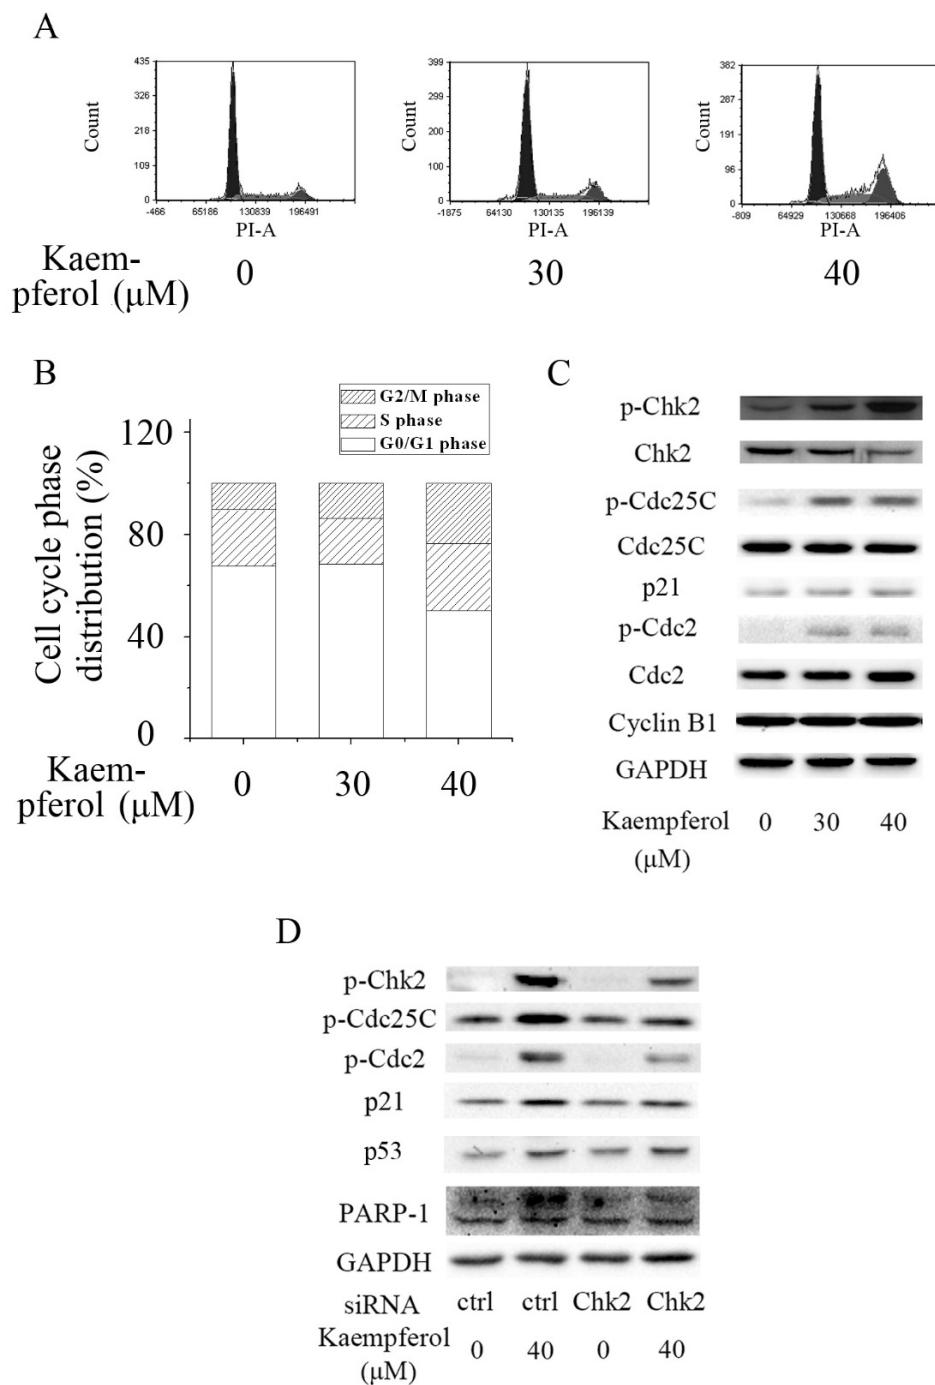 A
435
326
218
109
0
-466 65186 130839 196491
Count
PI-A
399
299
200
100
0
-1875 64130 130135 196139
Count
PI-A
382
287
191
96
0
-809 64929 130668 196406
Count
PI-A
Kaem-
pferol (μM)
0 30 40
B
G2/M phase
S phase
G0/G1 phase
Cell cycle phase
distribution (%)
120
80
40
0
Kaem-
pferol (μM)
0 30 40
C
p-Chk2
Chk2
p-Cdc25C
Cdc25C
p21
p-Cdc2
Cdc2
Cyclin B1
GAPDH
Kaempferol 0 30 40
(μM)
D
p-Chk2
p-Cdc25C
p-Cdc2
p21
p53
PARP-1
GAPDH
siRNA ctrl ctrl Chk2 Chk2
Kaempferol 0 40 0 40
(μM)